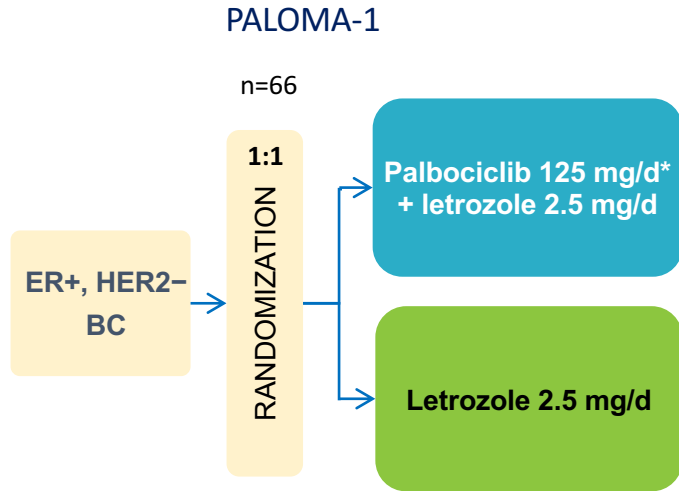 PALOMA-1
n=66
1:1
RANDOMIZATION
ER+, HER2−
BC
Palbociclib 125 mg/d*
+ letrozole 2.5 mg/d
Letrozole 2.5 mg/d